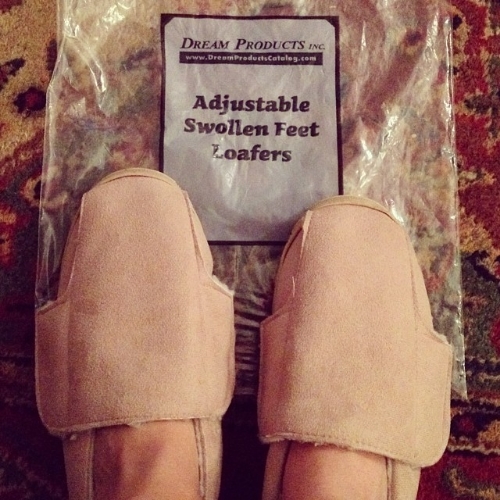 DREAM PRODUCTS INC.
www.DreamProductsCatalog.com
Adjustable
Swollen Feet
Loafers